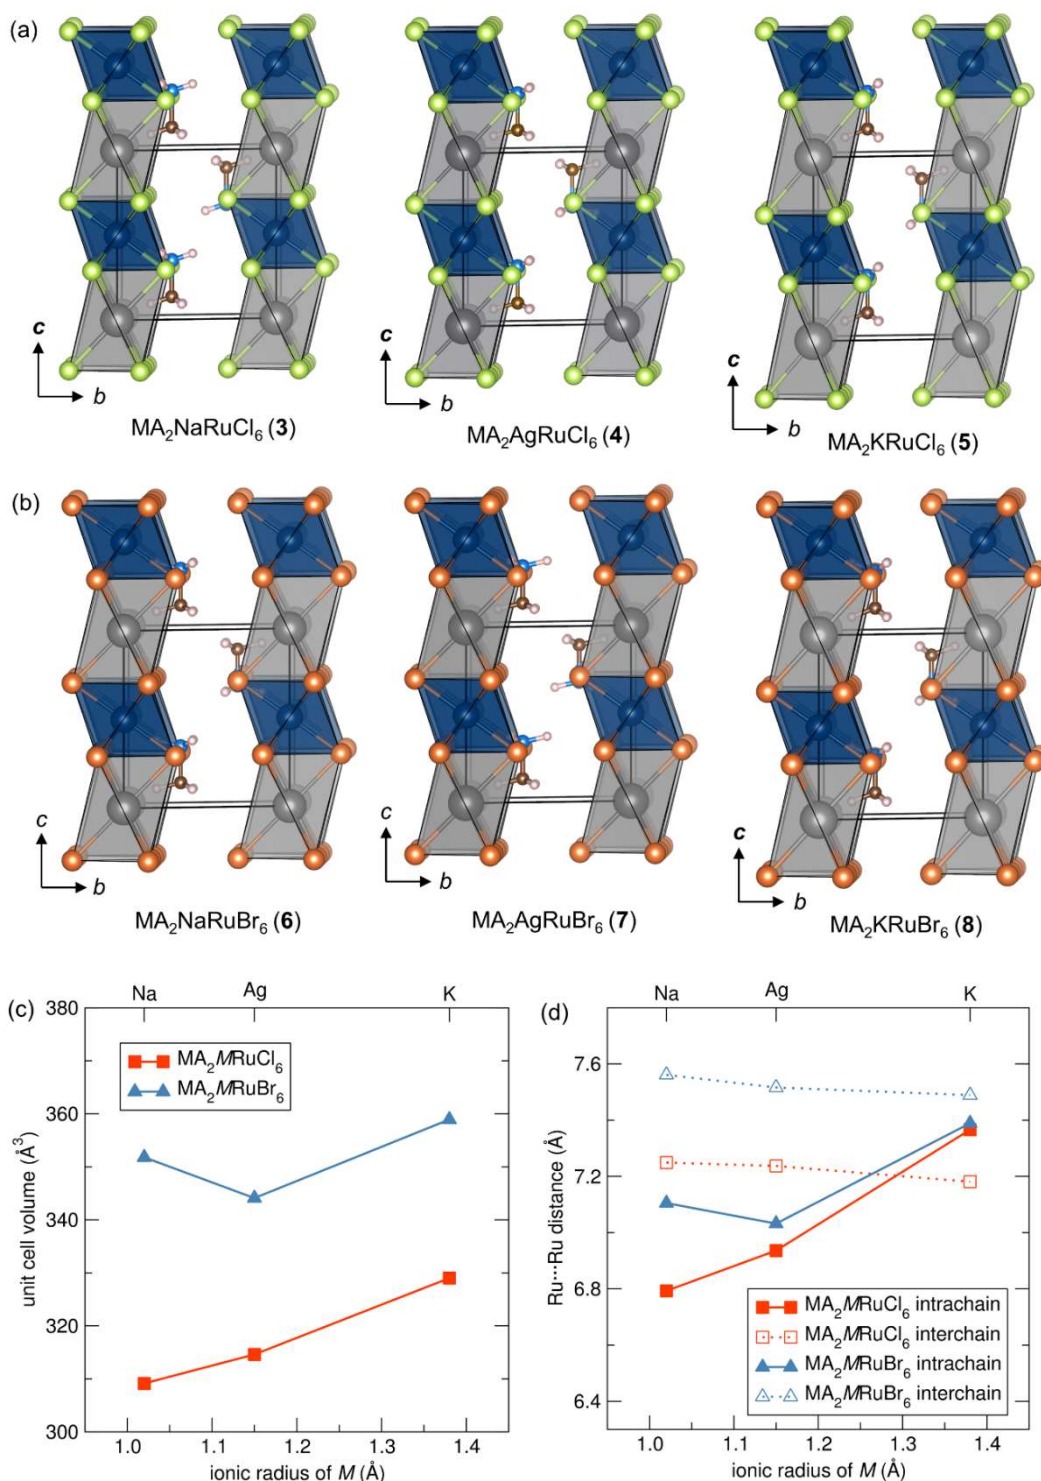 (a)
c
b
MA₂NaRuCl₆ (3)
c
b
MA₂AgRuCl₆ (4)
c
b
MA₂KRuCl₆ (5)
(b)
c
b
MA₂NaRuBr₆ (6)
c
b
MA₂AgRuBr₆ (7)
c
b
MA₂KRuBr₆ (8)
(c)
Na Ag K
380
360
340
320
300
unit cell volume (Å³)
MA₂MRuCl₆
MA₂MRuBr₆
1.0 1.1 1.2 1.3 1.4
ionic radius of M (Å)
(d)
Na Ag K
7.6
7.2
6.8
6.4
Ru···Ru distance (Å)
MA₂MRuCl₆ intrachain
MA₂MRuCl₆ interchain
MA₂MRuBr₆ intrachain
MA₂MRuBr₆ interchain
1.0 1.1 1.2 1.3 1.4
ionic radius of M (Å)